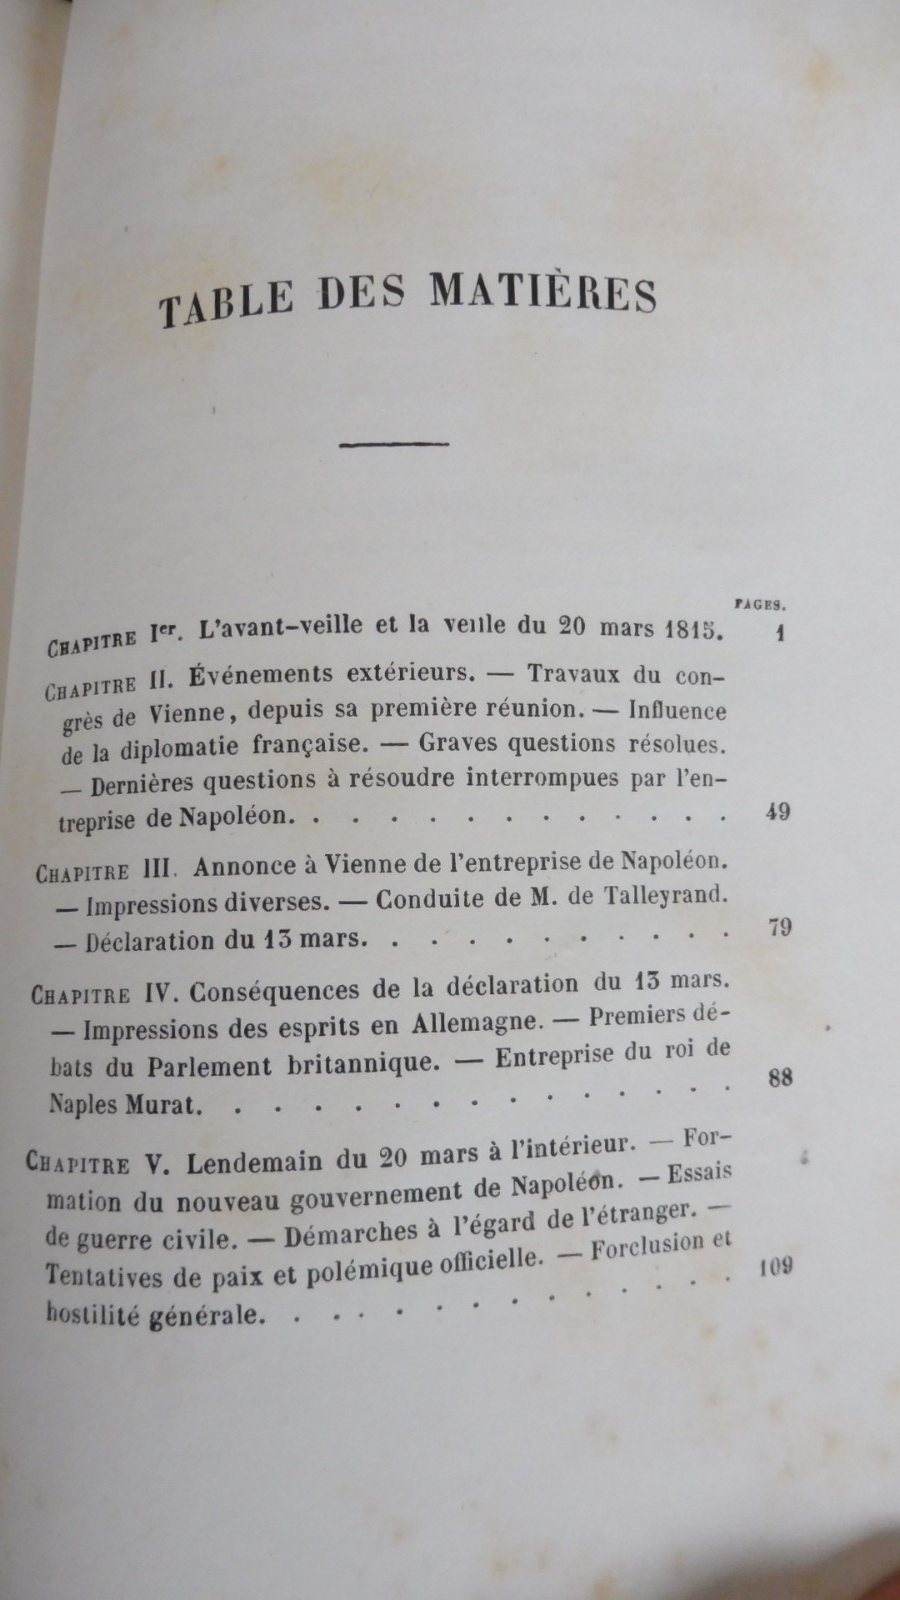 TABLE DES MATIÈRES
PAGES.
CHAPITRE Ier. L'avant-veille et la veille du 20 mars 1815. 1
CHAPITRE II. Événements extérieurs. — Travaux du con-
grès de Vienne, depuis sa première réunion. — Influence
de la diplomatie française. — Graves questions résolues.
— Dernières questions à résoudre interrompues par l'en-
treprise de Napoléon. . . . . . . . . . . . . 49
CHAPITRE III. Annonce à Vienne de l'entreprise de Napoléon.
— Impressions diverses. — Conduite de M. de Talleyrand.
— Déclaration du 13 mars. . . . . . . . . . . 79
CHAPITRE IV. Conséquences de la déclaration du 13 mars.
— Impressions des esprits en Allemagne. — Premiers dé-
bats du Parlement britannique. — Entreprise du roi de
Naples Murat. . . . . . . . . . . . . . . 88
CHAPITRE V. Lendemain du 20 mars à l'intérieur. — For-
mation du nouveau gouvernement de Napoléon. — Essais
de guerre civile. — Démarches à l'égard de l'étranger. —
Tentatives de paix et polémique officielle. — Forclusion et
hostilité générale. . . . . . . . . . . . . 109